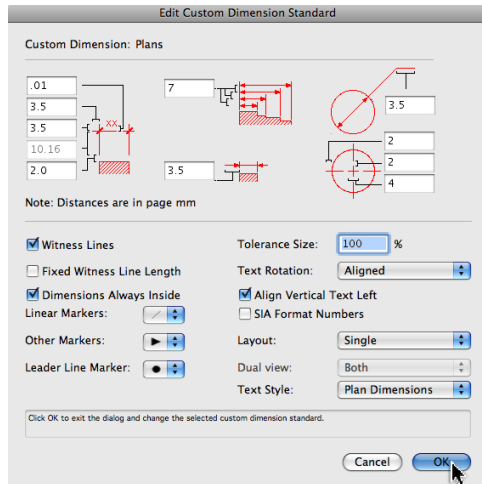 Edit Custom Dimension Standard
Custom Dimension: Plans
.01
7
3.5
3.5
3.5
XX
10.16
2
2
2.0
3.5
4
Note: Distances are in page mm
Witness Lines
Tolerance Size: 100 %
Fixed Witness Line Length
Text Rotation: Aligned
Dimensions Always Inside
Align Vertical Text Left
Linear Markers:
SIA Format Numbers
Other Markers:
Layout: Single
Leader Line Marker:
Dual view: Both
Text Style: Plan Dimensions
Click OK to exit the dialog and change the selected custom dimension standard.
Cancel OK